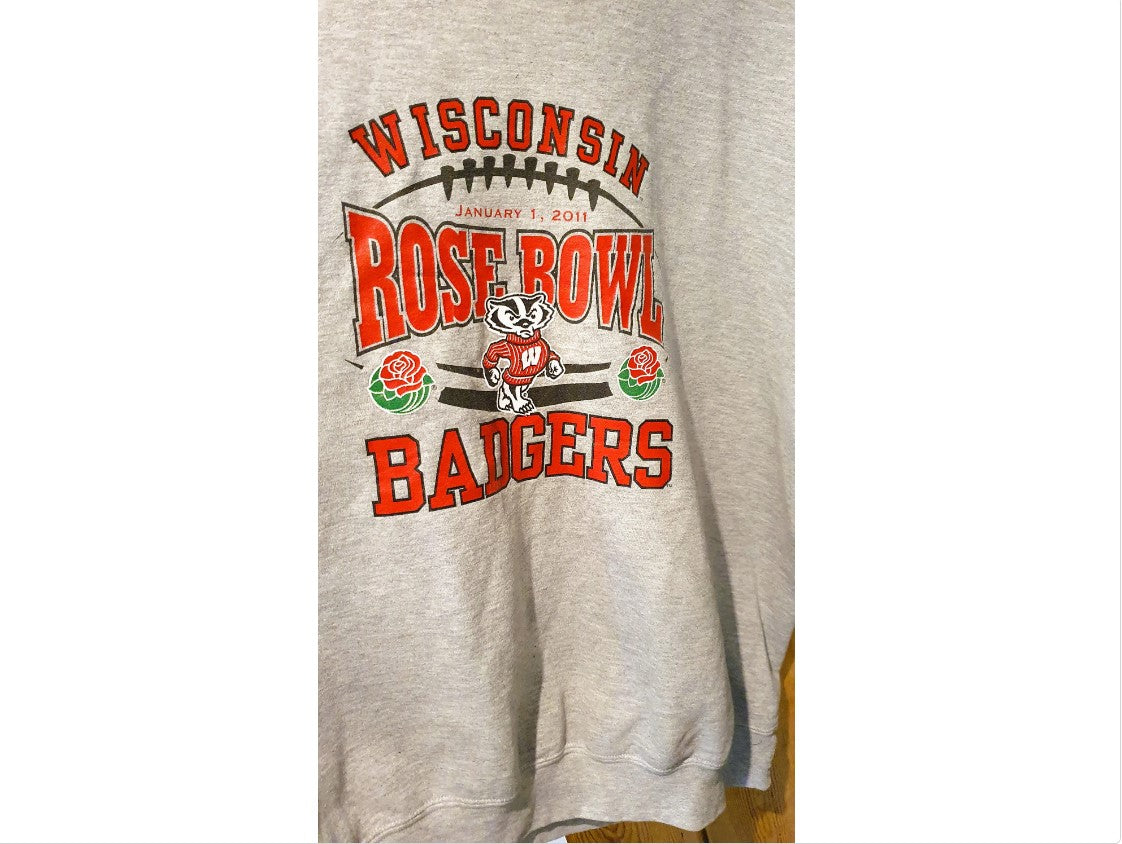 WISCONSIN
JANUARY 1, 2011
ROSE BOWL
W
BADGERS